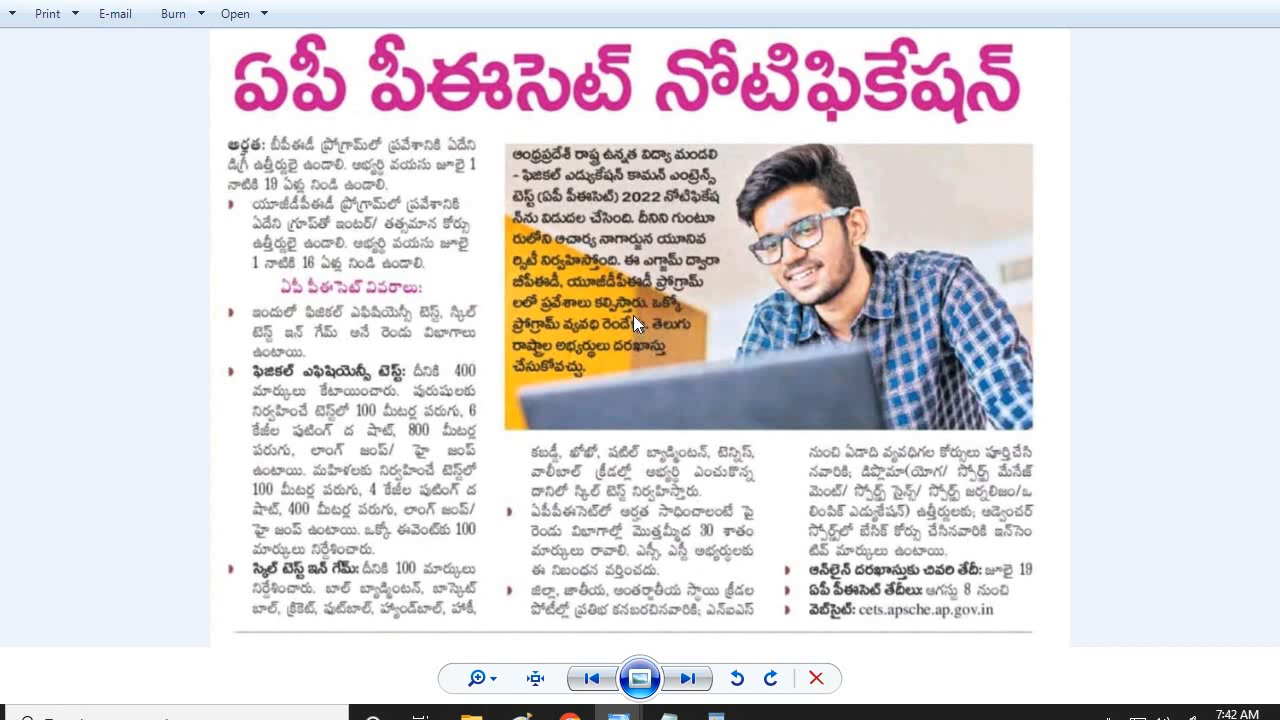 Print E-mail Burn Open
ఏపీ పీఈసెట్ నోటిఫికేషన్
అర్హత: బీపీఈడీ ప్రోగ్రామ్‌లో ప్రవేశానికి ఏదేని
డిగ్రీ ఉత్తీర్ణులై ఉండాలి. అభ్యర్థి వయసు జూలై 1
నాటికి 19 ఏళ్లు నిండి ఉండాలి.
యూజీడీపీఈడీ ప్రోగ్రామ్‌లో ప్రవేశానికి
ఏదేని గ్రూప్‌తో ఇంటర్/ తత్సమాన కోర్సు
ఉత్తీర్ణులై ఉండాలి. అభ్యర్థి వయసు జూలై
1 నాటికి 16 ఏళ్లు నిండి ఉండాలి.
ఏపీ పీఈసెట్ వివరాలు:
ఇందులో ఫిజికల్ ఎఫిషియెన్సీ టెస్ట్, స్కిల్
టెస్ట్ ఇన్ గేమ్ అనే రెండు విభాగాలు
ఉంటాయి.
ఫిజికల్ ఎఫిషియెన్సీ టెస్ట్: దీనికి 400
మార్కులు కేటాయించారు. పురుషులకు
నిర్వహించే టెస్ట్‌లో 100 మీటర్ల పరుగు, 6
కేజీల పుటింగ్ ద షాట్, 800 మీటర్ల
పరుగు, లాంగ్ జంప్/ హై జంప్
ఉంటాయి. మహిళలకు నిర్వహించే టెస్ట్‌లో
100 మీటర్ల పరుగు, 4 కేజీల పుటింగ్ ద
షాట్, 400 మీటర్ల పరుగు, లాంగ్ జంప్/
హై జంప్ ఉంటాయి. ఒక్కో ఈవెంట్‌కు 100
మార్కులు నిర్దేశించారు.
స్కిల్ టెస్ట్ ఇన్ గేమ్: దీనికి 100 మార్కులు
నిర్దేశించారు. బాల్ బ్యాడ్మింటన్, బాస్కెట్
బాల్, క్రికెట్, ఫుట్‌బాల్, హ్యాండ్‌బాల్, హాకీ,
ఆంధ్రప్రదేశ్ రాష్ట్ర ఉన్నత విద్యా మండలి
- ఫిజికల్ ఎడ్యుకేషన్ కామన్ ఎంట్రెన్స్
టెస్ట్ (ఏపీ పీఈసెట్) 2022 నోటిఫికేష
న్‌ను విడుదల చేసింది. దీనిని గుంటూ
రులోని ఆచార్య నాగార్జున యూనివ
ర్సిటీ నిర్వహిస్తోంది. ఈ ఎగ్జామ్ ద్వారా
బీపీఈడీ, యూజీడీపీఈడీ ప్రోగ్రామ్
లలో ప్రవేశాలు కల్పిస్తారు. ఒక్కో
ప్రోగ్రామ్ వ్యవధి తెలుగు
రాష్ట్రాల అభ్యర్థులు దరఖాస్తు
చేసుకోవచ్చు.
కబడ్డీ, ఖోఖో, షటిల్ బ్యాడ్మింటన్, టెన్నిస్,
వాలీబాల్ క్రీడల్లో అభ్యర్థి ఎంచుకొన్న
దానిలో స్కిల్ టెస్ట్ నిర్వహిస్తారు.
ఏపీపీఈసెట్‌లో అర్హత సాధించాలంటే పై
రెండు విభాగాల్లో మొత్తమ్మీద 30 శాతం
మార్కులు రావాలి. ఎస్సీ, ఎస్టీ అభ్యర్థులకు
ఈ నిబంధన వర్తించదు.
జిల్లా, జాతీయ, అంతర్జాతీయ స్థాయి క్రీడల
పోటీల్లో ప్రతిభ కనబరచినవారికి; ఎన్ఐఎస్
నుంచి ఏడాది వ్యవధిగల కోర్సులు పూర్తిచేసి
నవారికి; డిప్లొమా(యోగ/ స్పోర్ట్స్ మేనేజ్
మెంట్/ స్పోర్ట్స్ సైన్స్/ స్పోర్ట్స్ జర్నలిజం/ఒ
లింపిక్ ఎడ్యుకేషన్) ఉత్తీర్ణులకు; అడ్వెంచర్
స్పోర్ట్స్‌లో బేసిక్ కోర్సు చేసినవారికి ఇన్‌సెం
టివ్ మార్కులు ఉంటాయి.
ఆన్‌లైన్ దరఖాస్తుకు చివరి తేదీ: జూలై 19
ఏపీ పీఈసెట్ తేదీలు: ఆగస్టు 8 నుంచి
వెబ్‌సైట్: cets.apsche.ap.gov.in
7:42 AM